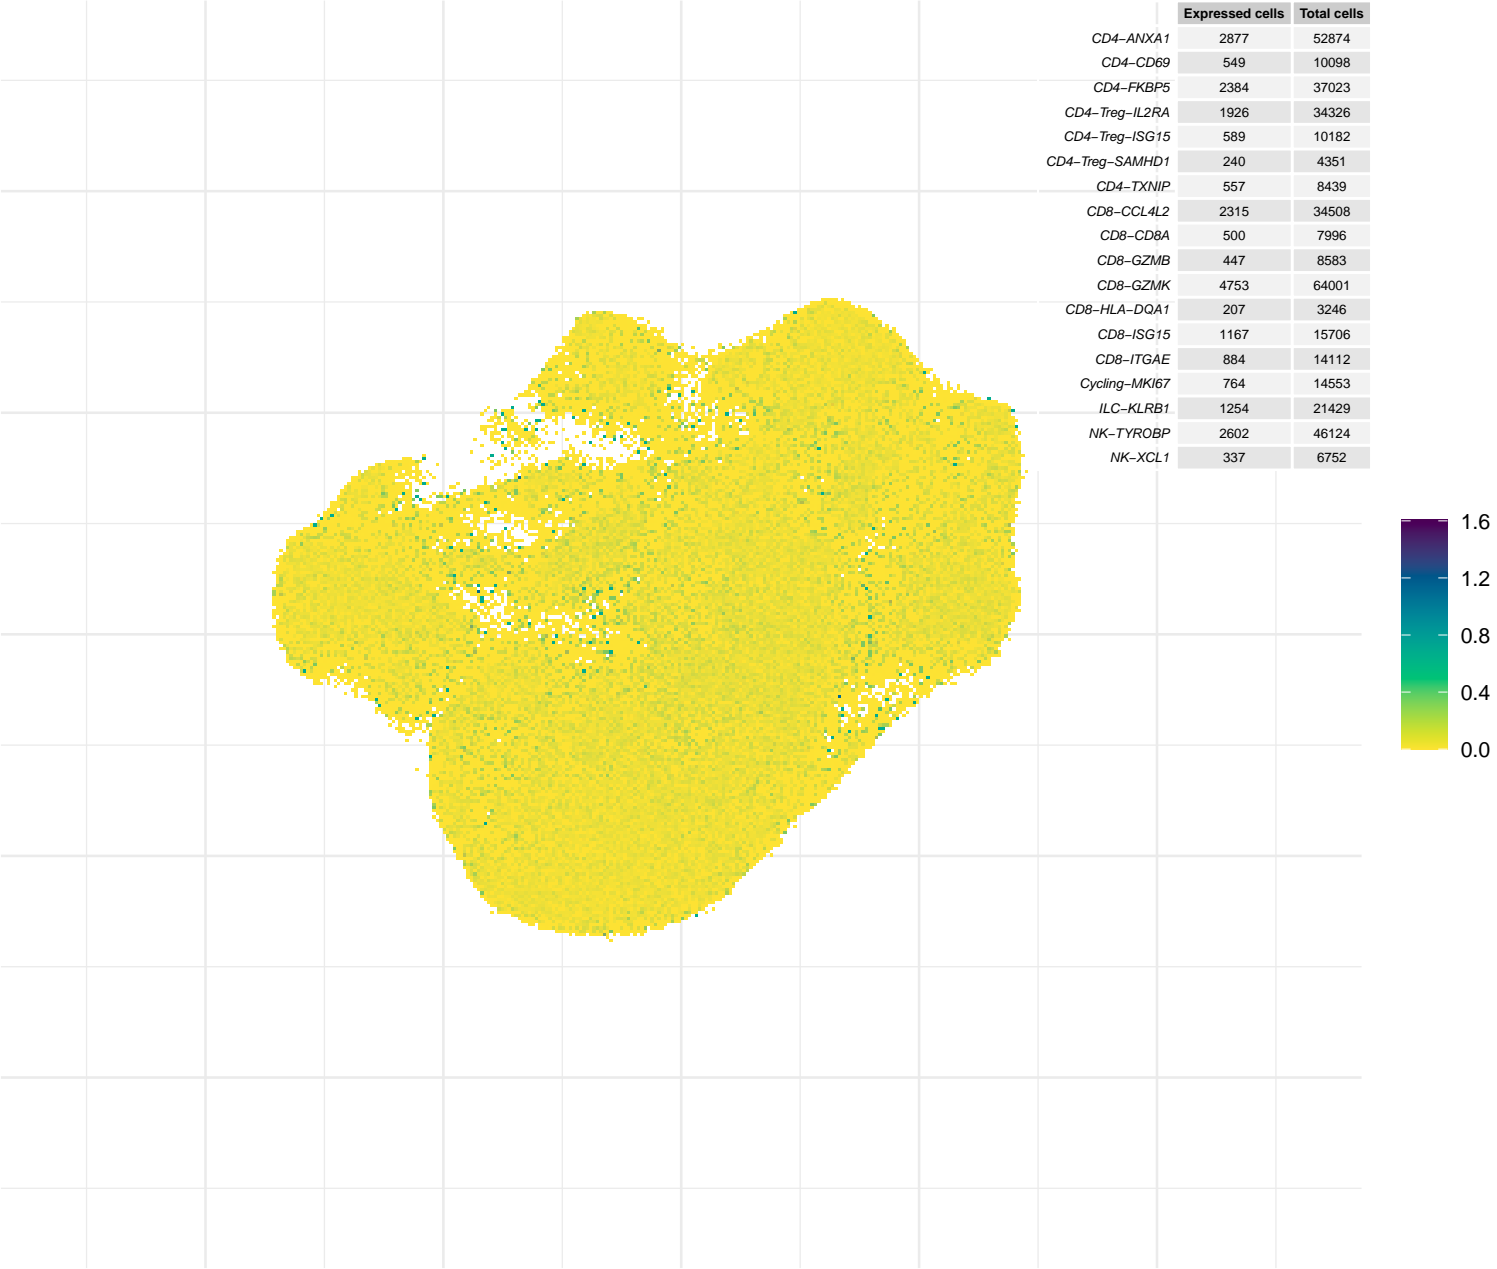 Expressed cells Total cells
CD4−ANXA1 2877 52874
CD4−CD69 549 10098
CD4−FKBP5 2384 37023
CD4−Treg−IL2RA 1926 34326
CD4−Treg−ISG15 589 10182
CD4−Treg−SAMHD1 240 4351
CD4−TXNIP 557 8439
CD8−CCL4L2 2315 34508
CD8−CD8A 500 7996
CD8−GZMB 447 8583
CD8−GZMK 4753 64001
CD8−HLA−DQA1 207 3246
CD8−ISG15 1167 15706
CD8−ITGAE 884 14112
Cycling−MKI67 764 14553
ILC−KLRB1 1254 21429
NK−TYROBP 2602 46124
NK−XCL1 337 6752
1.6
1.2
0.8
0.4
0.0